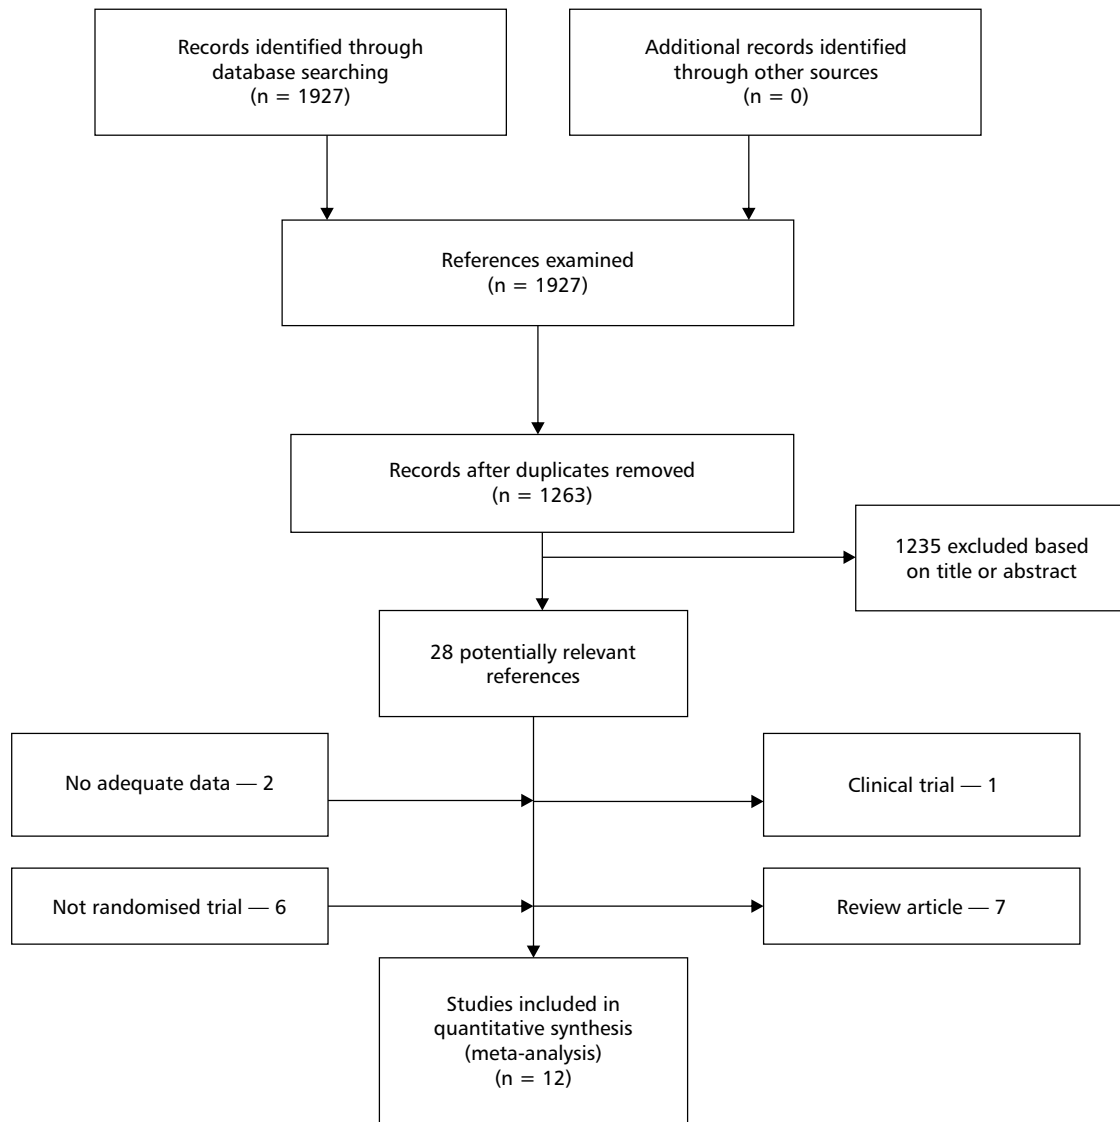 Records identified through
database searching
(n = 1927)
Additional records identified
through other sources
(n = 0)
References examined
(n = 1927)
Records after duplicates removed
(n = 1263)
1235 excluded based
on title or abstract
28 potentially relevant
references
No adequate data — 2
Clinical trial — 1
Not randomised trial — 6
Review article — 7
Studies included in
quantitative synthesis
(meta-analysis)
(n = 12)